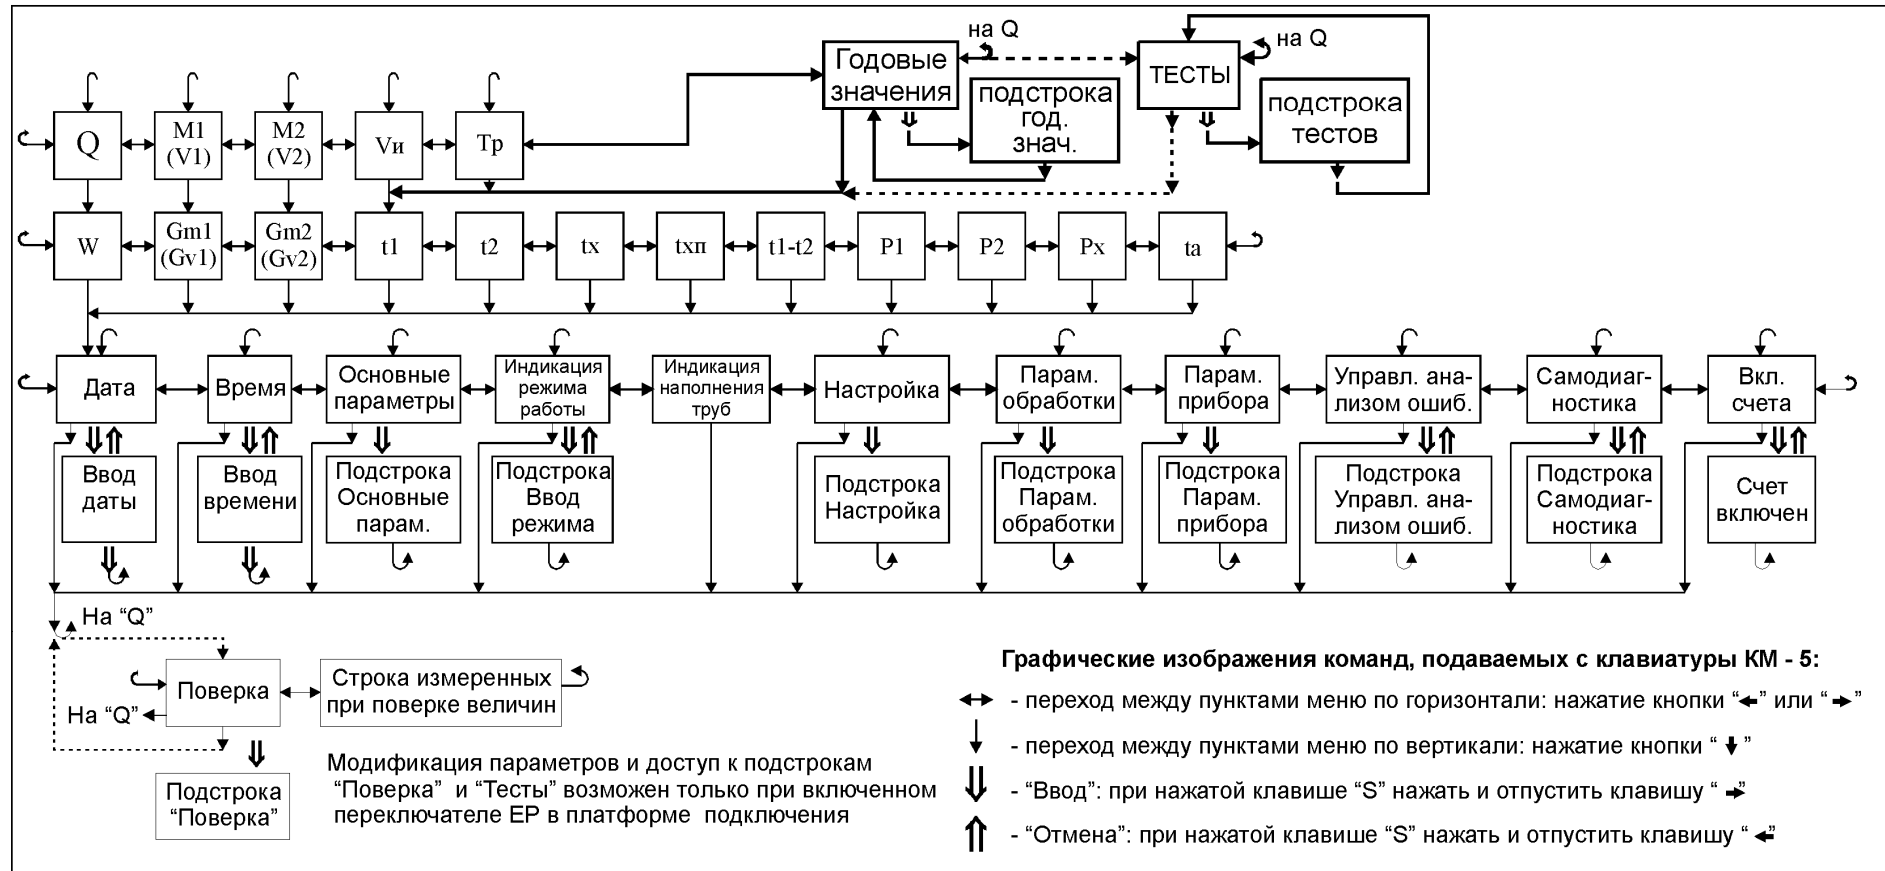 на Q
на Q
Годовые
значения
ТЕСТЫ
подстрока
год.
знач.
подстрока
тестов
Q
М1
(V1)
М2
(V2)
Vи
Тр
W
Gm1
(Gv1)
Gm2
(Gv2)
t1
t2
tх
tхп
t1-t2
P1
P2
Px
ta
Дата
Время
Основные
параметры
Индикация
режима
работы
Индикация
наполнения
труб
Настройка
Парам.
обработки
Парам.
прибора
Управл. ана-
лизом ошиб.
Самодиаг-
ностика
Вкл.
счета
Ввод
даты
Ввод
времени
Подстрока
Основные
парам.
Подстрока
Ввод
режима
Подстрока
Настройка
Подстрока
Парам.
обработки
Подстрока
Парам.
прибора
Подстрока
Управл. ана-
лизом ошиб.
Подстрока
Самодиаг-
ностика
Счет
включен
На “Q”
Поверка
Строка измеренных
при поверке величин
На “Q”
Подстрока
“Поверка”
Модификация параметров и доступ к подстрокам
“Поверка” и “Тесты” возможен только при включенном
переключателе ЕР в платформе подключения
Графические изображения команд, подаваемых с клавиатуры КМ - 5:
↔ - переход между пунктами меню по горизонтали: нажатие кнопки “←” или “→”
↓ - переход между пунктами меню по вертикали: нажатие кнопки “↓”
⇓ - “Ввод”: при нажатой клавише “S” нажать и отпустить клавишу “→”
⇑ - “Отмена”: при нажатой клавише “S” нажать и отпустить клавишу “←”